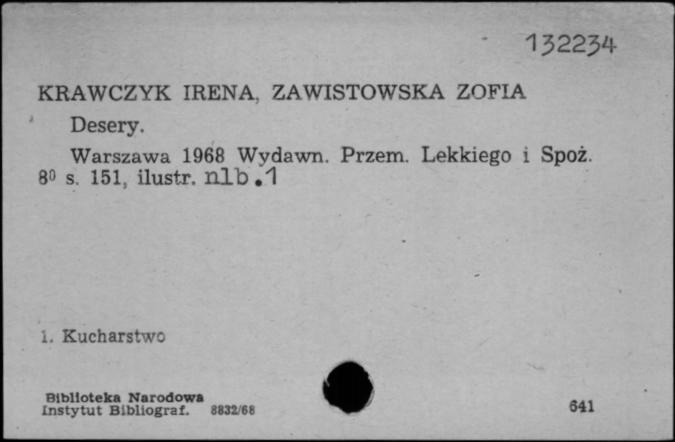 132234
KRAWCZYK IRENA, ZAWISTOWSKA ZOFIA
Desery.
Warszawa 1968 Wydawn. Przem. Lekkiego i Spoż.
8⁰ s. 151, ilustr. nlb.1
1. Kucharstwo
Biblioteka Narodowa
Instytut Bibliograf. 8832/68
641